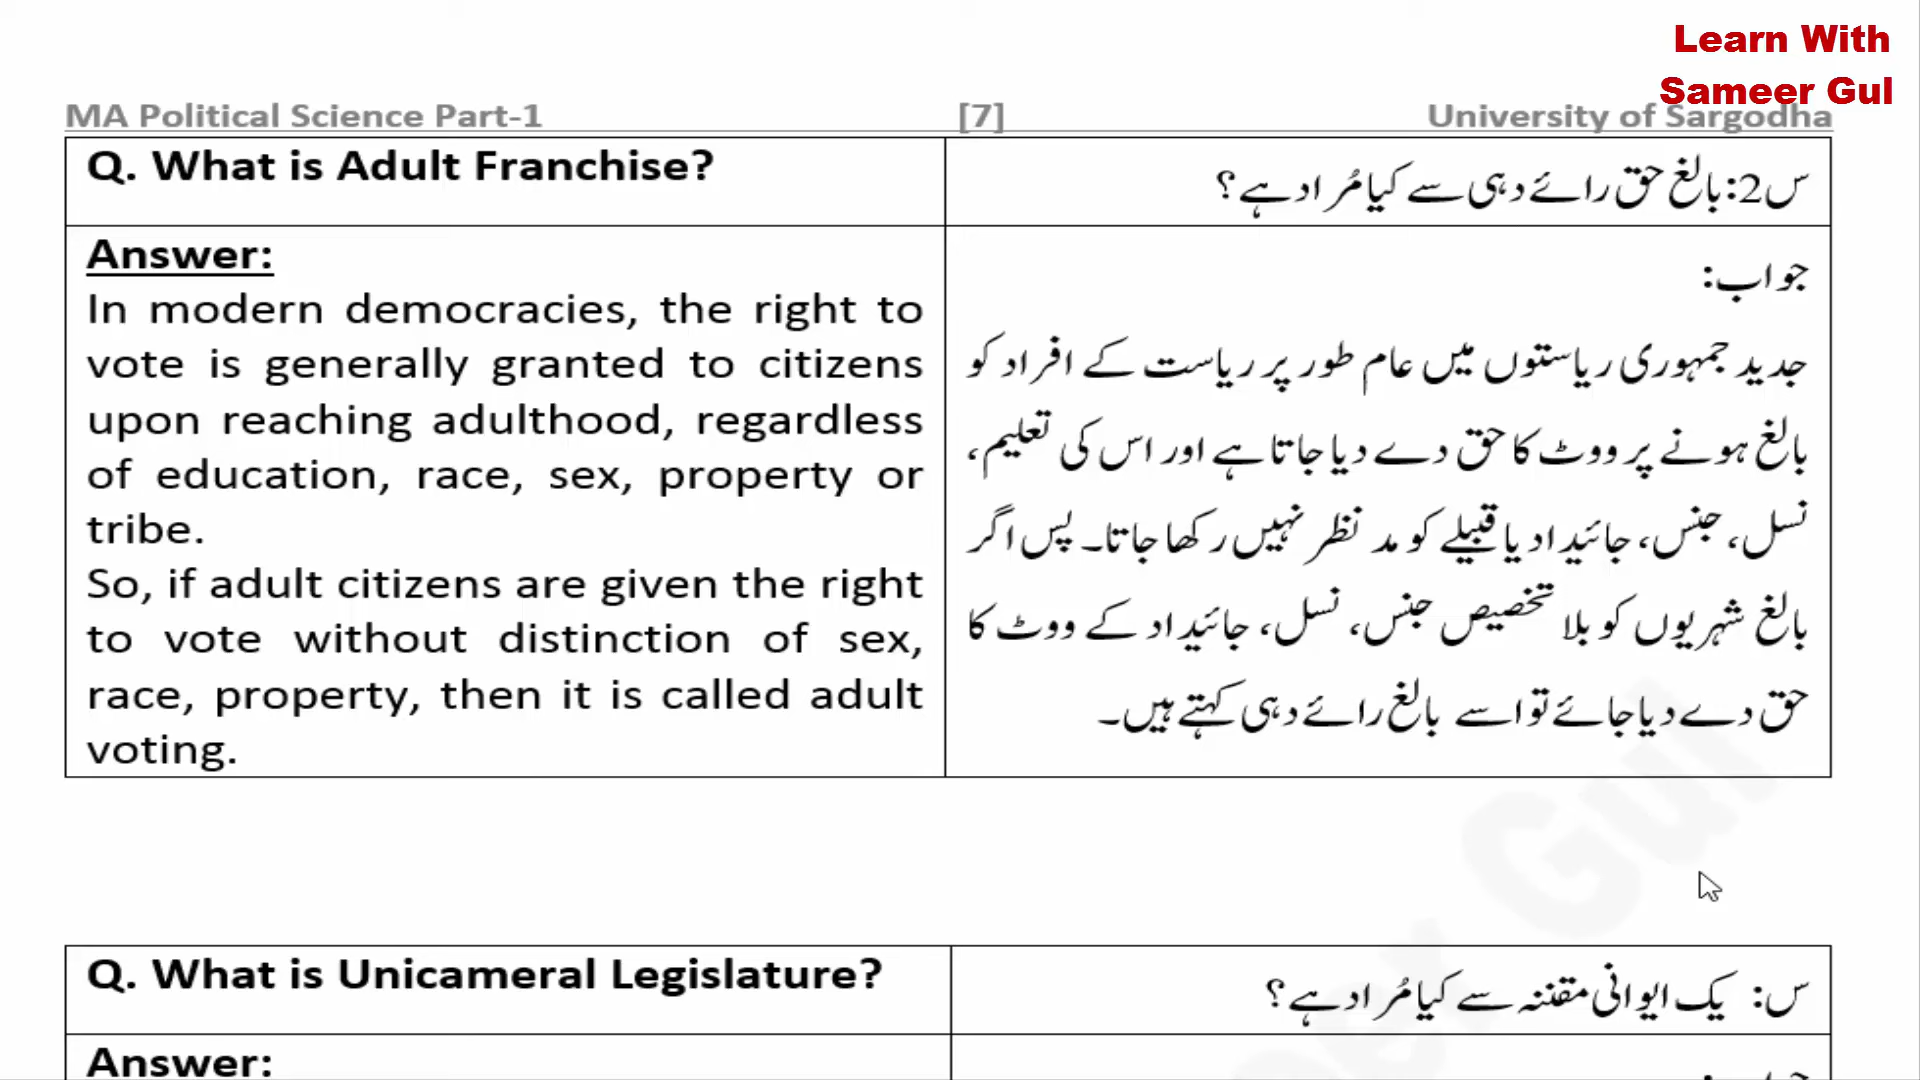 Learn With
Sameer Gul
MA Political Science Part-1 [7] University of Sargodha
Q. What is Adult Franchise?
س2: بالغ حق رائے دہی سے کیا مُراد ہے؟
Answer:
In modern democracies, the right to
vote is generally granted to citizens
upon reaching adulthood, regardless
of education, race, sex, property or
tribe.
So, if adult citizens are given the right
to vote without distinction of sex,
race, property, then it is called adult
voting.
جواب:
جدید جمہوری ریاستوں میں عام طور پر ریاست کے افراد کو
بالغ ہونے پر ووٹ کا حق دے دیا جاتا ہے اور اس کی تعلیم،
نسل، جنس، جائیداد یا قبیلے کو مد نظر نہیں رکھا جاتا۔ پس اگر
بالغ شہریوں کو بلا تخصیص جنس، نسل، جائیداد کے ووٹ کا
حق دے دیا جائے تو اسے بالغ رائے دہی کہتے ہیں۔
Q. What is Unicameral Legislature?
س: یک ایوانی مقننہ سے کیا مُراد ہے؟
Answer: